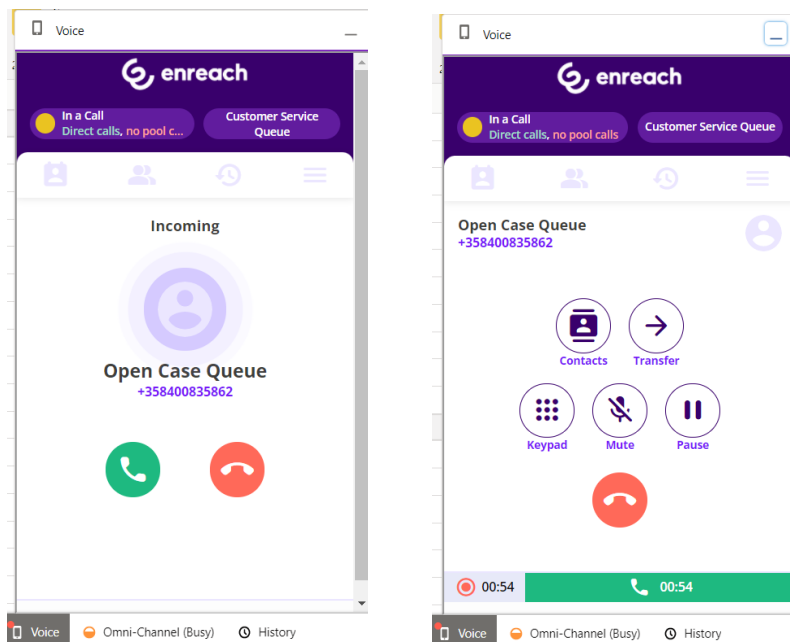 Voice
enreach
In a Call
Direct calls, no pool c...
Customer Service
Queue
Incoming
Open Case Queue
+358400835862
Voice
Omni-Channel (Busy)
History
Voice
enreach
In a Call
Direct calls, no pool calls
Customer Service Queue
Open Case Queue
+358400835862
Contacts
Transfer
Keypad
Mute
Pause
00:54
00:54
Voice
Omni-Channel (Busy)
History